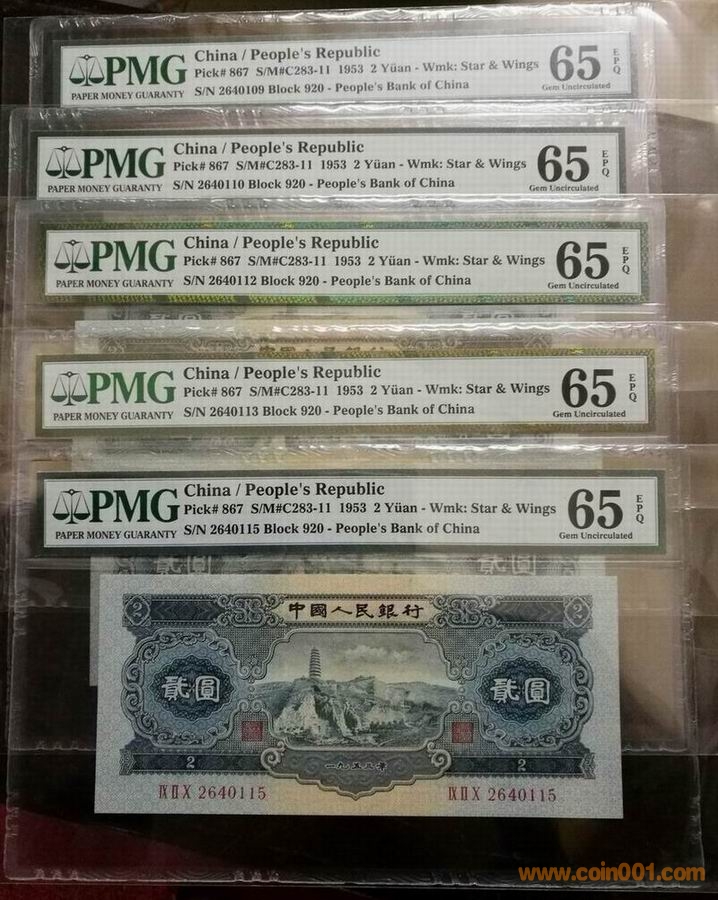 PMG
PAPER MONEY GUARANTY
China / People's Republic
Pick# 867 S/M#C283-11 1953 2 Yüan - Wmk: Star & Wings
S/N 2640109 Block 920 - People's Bank of China
65
EPQ
Gem Uncirculated
PMG
PAPER MONEY GUARANTY
China / People's Republic
Pick# 867 S/M#C283-11 1953 2 Yüan - Wmk: Star & Wings
S/N 2640110 Block 920 - People's Bank of China
65
EPQ
Gem Uncirculated
PMG
PAPER MONEY GUARANTY
China / People's Republic
Pick# 867 S/M#C283-11 1953 2 Yüan - Wmk: Star & Wings
S/N 2640112 Block 920 - People's Bank of China
65
EPQ
Gem Uncirculated
PMG
PAPER MONEY GUARANTY
China / People's Republic
Pick# 867 S/M#C283-11 1953 2 Yüan - Wmk: Star & Wings
S/N 2640113 Block 920 - People's Bank of China
65
EPQ
Gem Uncirculated
PMG
PAPER MONEY GUARANTY
China / People's Republic
Pick# 867 S/M#C283-11 1953 2 Yüan - Wmk: Star & Wings
S/N 2640115 Block 920 - People's Bank of China
65
EPQ
Gem Uncirculated
2 中國人民銀行 2
貳圓 貳圓
2 一九五三年 2
IX II X 2640115 IX II X 2640115
www.coin001.com